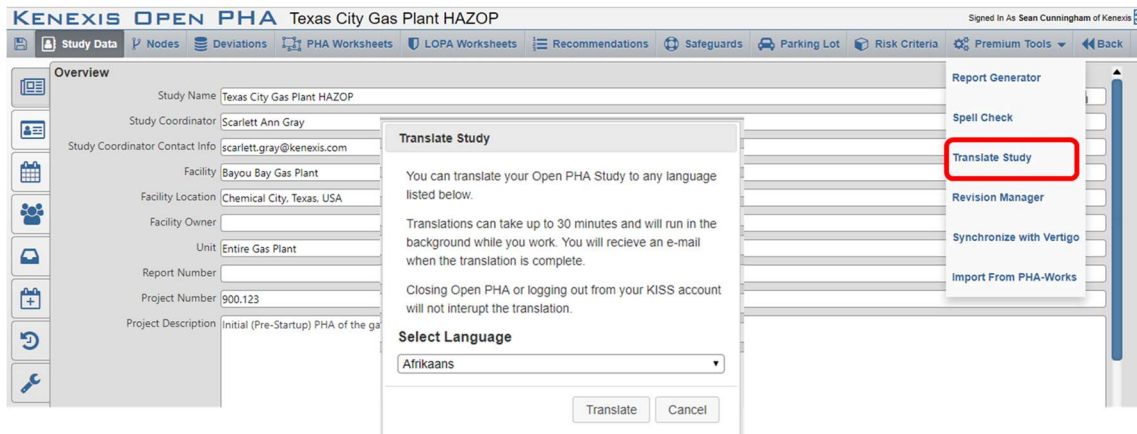 KENEXIS OPEN PHA Texas City Gas Plant HAZOP
Signed In As Sean Cunningham of Kenexis
Study Data Nodes Deviations PHA Worksheets LOPA Worksheets Recommendations Safeguards Parking Lot Risk Criteria Premium Tools Back
Overview
Study Name Texas City Gas Plant HAZOP
Study Coordinator Scarlett Ann Gray
Study Coordinator Contact Info scarlett.gray@kenexis.com
Facility Bayou Bay Gas Plant
Facility Location Chemical City, Texas, USA
Facility Owner
Unit Entire Gas Plant
Report Number
Project Number 900.123
Project Description Initial (Pre-Startup) PHA of the
Translate Study
You can translate your Open PHA Study to any language
listed below.
Translations can take up to 30 minutes and will run in the
background while you work. You will recieve an e-mail
when the translation is complete.
Closing Open PHA or logging out from your KISS account
will not interupt the translation.
Select Language
Afrikaans
Translate Cancel
Report Generator
Spell Check
Translate Study
Revision Manager
Synchronize with Vertigo
Import From PHA-Works